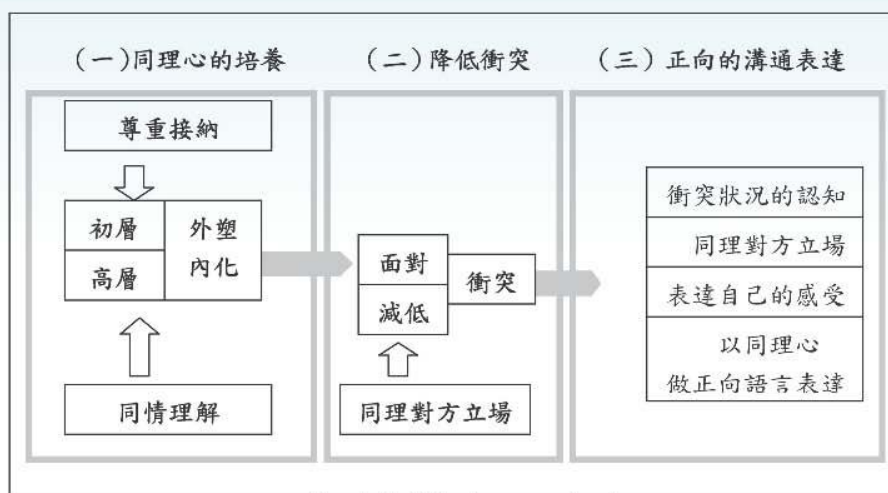 (一)同理心的培養
(二)降低衝突
(三)正向的溝通表達
尊重接納
初層
高層
外塑
內化
同情理解
面對
減低
衝突
同理對方立場
衝突狀況的認知
同理對方立場
表達自己的感受
以同理心
做正向語言表達